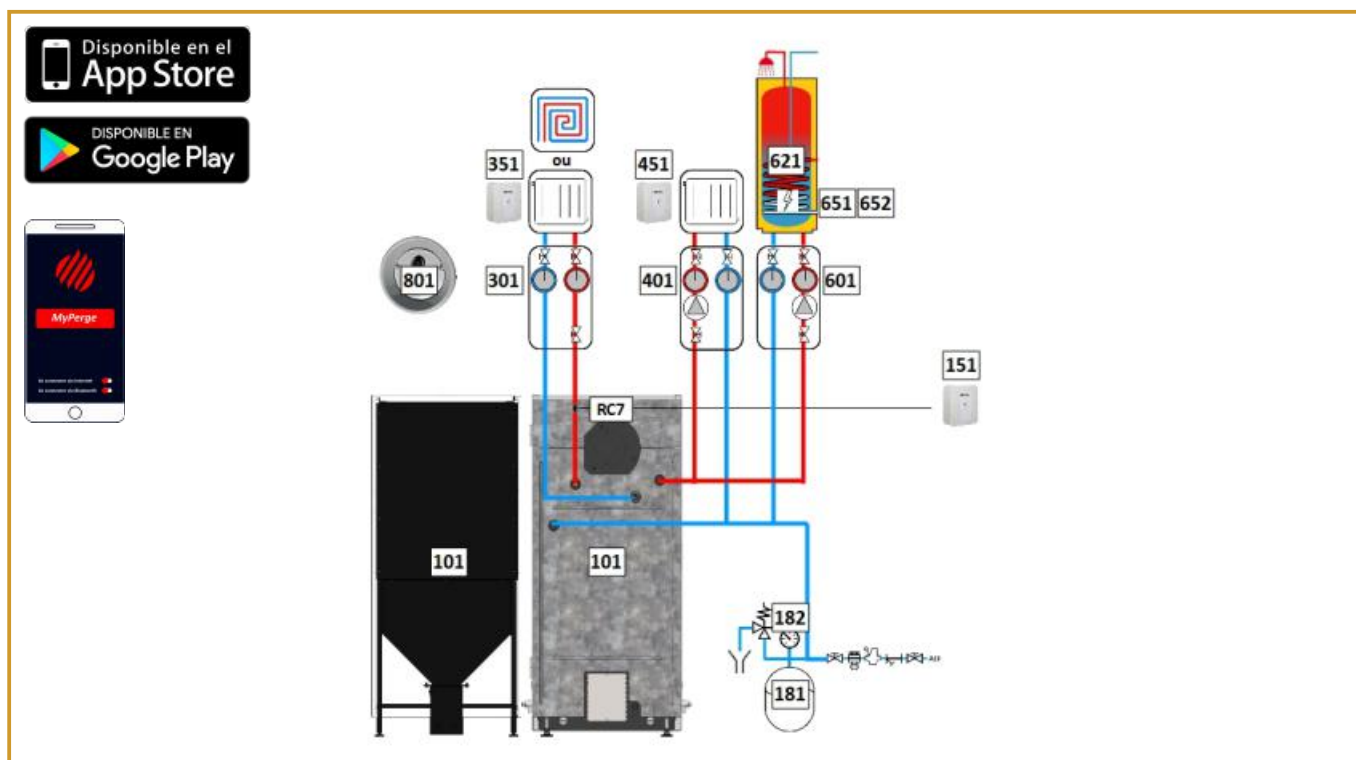 Disponible en el
App Store
DISPONIBLE EN
Google Play
MyPerge
351
ou
451
621
651 652
801
301
401
601
151
RC7
101
101
182
181